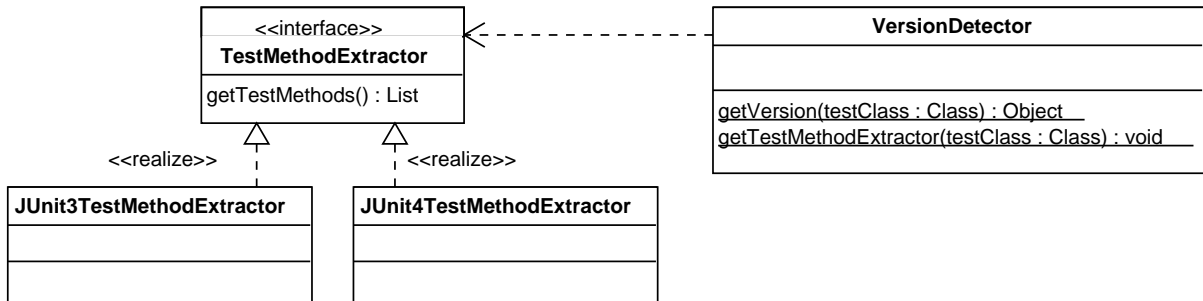 <<interface>>
TestMethodExtractor
getTestMethods() : List
VersionDetector
getVersion(testClass : Class) : Object
getTestMethodExtractor(testClass : Class) : void
<<realize>>
<<realize>>
JUnit3TestMethodExtractor
JUnit4TestMethodExtractor